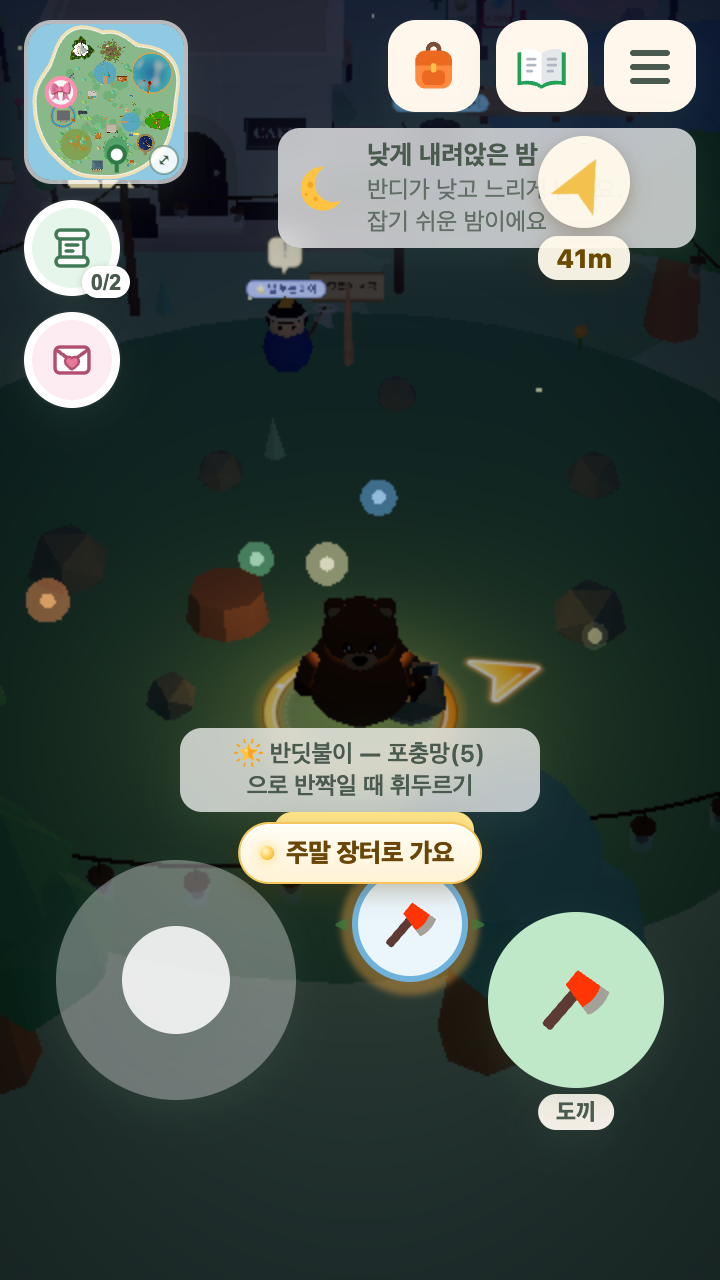 낮게 내려앉은 밤
반디가 낮고 느리게
잡기 쉬운 밤이에요
41m
0/2
☀️ 반딧불이 — 포충망(5)
으로 반짝일 때 휘두르기
주말 장터로 가요
도끼